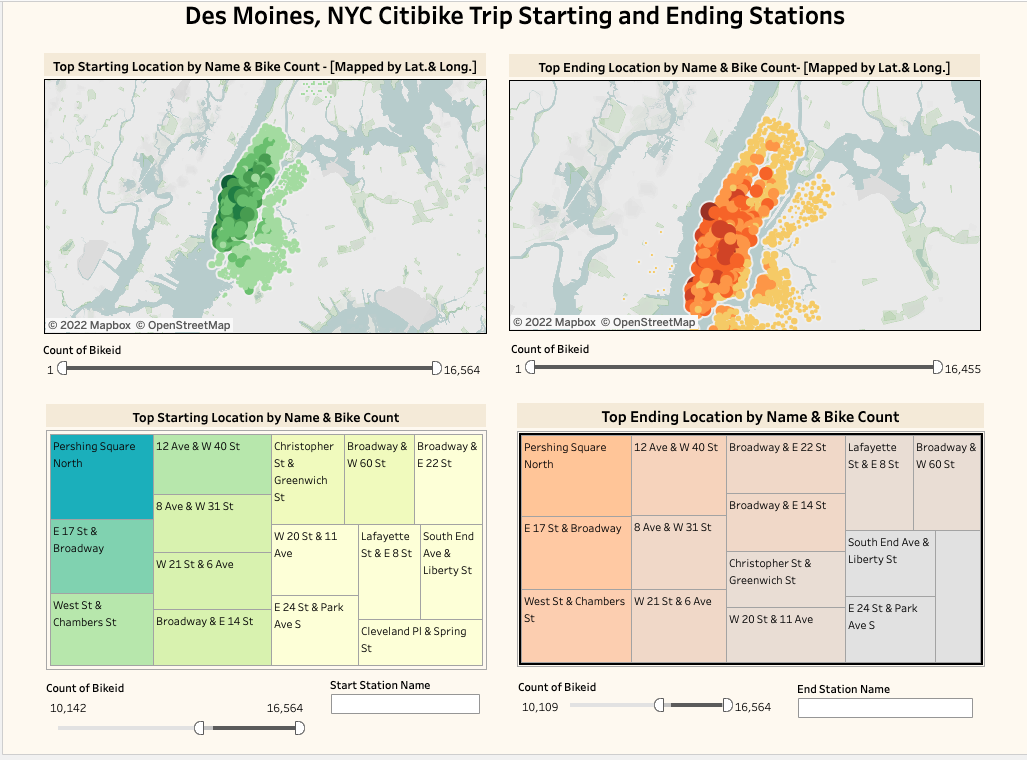 Des Moines, NYC Citibike Trip Starting and Ending Stations
Top Starting Location by Name & Bike Count - [Mapped by Lat.& Long.]
© 2022 Mapbox © OpenStreetMap
Count of Bikeid
1
16,564
Top Ending Location by Name & Bike Count- [Mapped by Lat.& Long.]
© 2022 Mapbox © OpenStreetMap
Count of Bikeid
1
16,455
Top Starting Location by Name & Bike Count
Pershing Square
North
E 17 St &
Broadway
West St &
Chambers St
12 Ave & W 40 St
8 Ave & W 31 St
W 21 St & 6 Ave
Broadway & E 14 St
Christopher
St &
Greenwich
St
Broadway &
W 60 St
Broadway &
E 22 St
W 20 St & 11
Ave
Lafayette
St & E 8 St
South End
Ave &
Liberty St
E 24 St & Park
Ave S
Cleveland Pl & Spring
St
Count of Bikeid
10,142
16,564
Start Station Name
Top Ending Location by Name & Bike Count
Pershing Square
North
E 17 St & Broadway
West St & Chambers
St
12 Ave & W 40 St
8 Ave & W 31 St
W 21 St & 6 Ave
Broadway & E 22 St
Broadway & E 14 St
Christopher St &
Greenwich St
W 20 St & 11 Ave
Lafayette
St & E 8 St
Broadway &
W 60 St
South End Ave &
Liberty St
E 24 St & Park
Ave S
Count of Bikeid
10,109
16,564
End Station Name